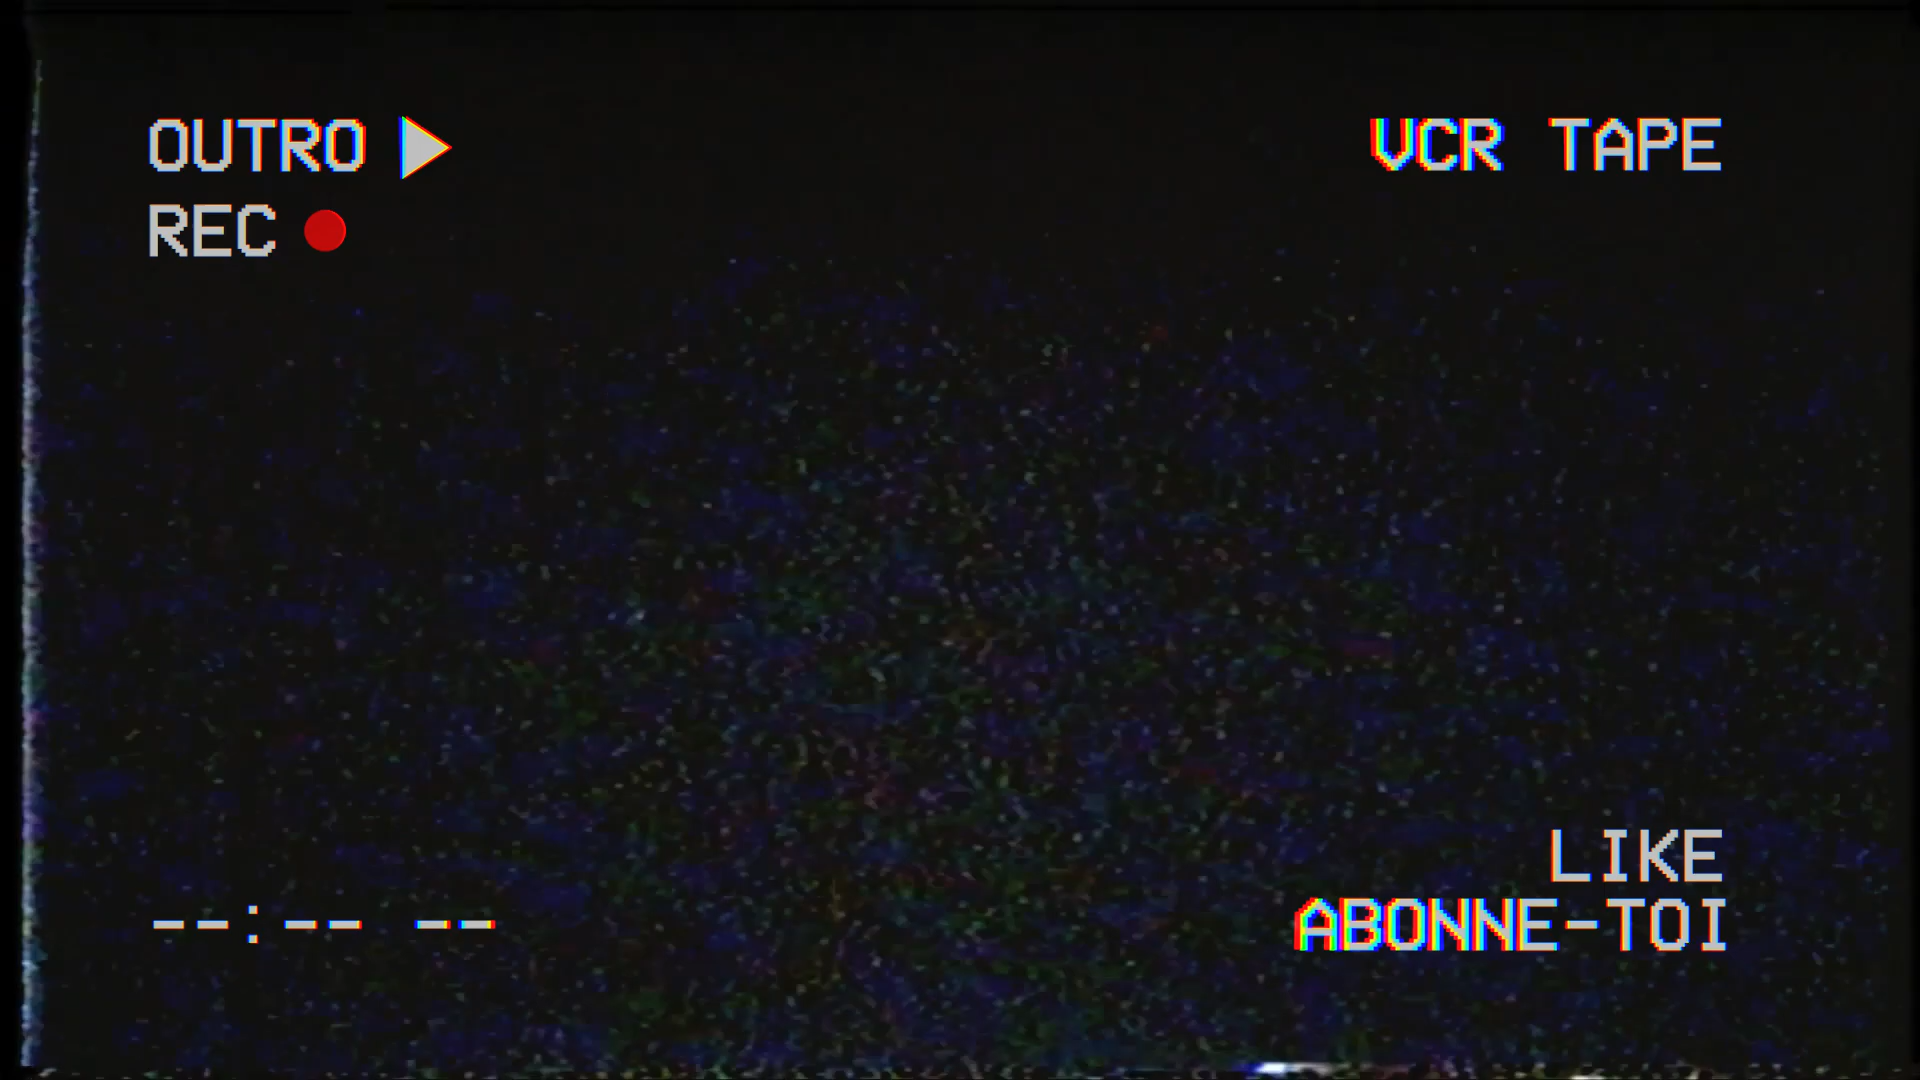 OUTRO
VCR TAPE
REC
LIKE
--:-- --
ABONNE-TOI